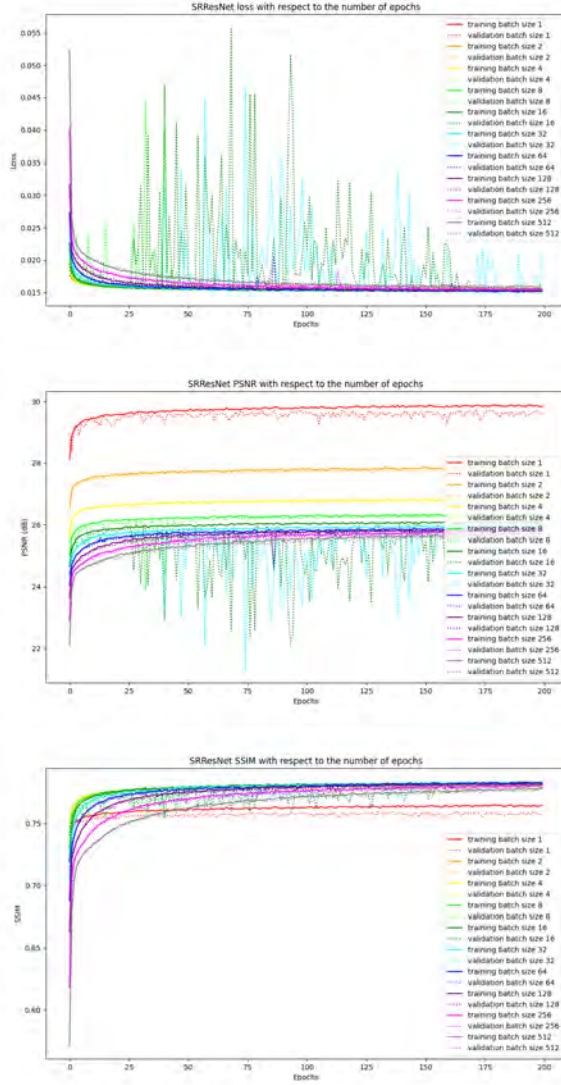 SRResNet loss with respect to the number of epochs
training batch size 1
validation batch size 1
training batch size 2
validation batch size 2
training batch size 4
validation batch size 4
training batch size 8
validation batch size 8
training batch size 16
validation batch size 16
training batch size 32
validation batch size 32
training batch size 64
validation batch size 64
training batch size 128
validation batch size 128
training batch size 256
validation batch size 256
training batch size 512
validation batch size 512
0.055
0.050
0.045
0.040
0.035
0.030
0.025
0.020
0.015
Loss
0 25 50 75 100 125 150 175 200
Epochs
SRResNet PSNR with respect to the number of epochs
30
28
26
24
22
PSNR (dB)
training batch size 1
validation batch size 1
training batch size 2
validation batch size 2
training batch size 4
validation batch size 4
training batch size 8
validation batch size 8
training batch size 16
validation batch size 16
training batch size 32
validation batch size 32
training batch size 64
validation batch size 64
training batch size 128
validation batch size 128
training batch size 256
validation batch size 256
training batch size 512
validation batch size 512
0 25 50 75 100 125 150 175 200
Epochs
SRResNet SSIM with respect to the number of epochs
0.75
0.70
0.65
0.60
SSIM
training batch size 1
validation batch size 1
training batch size 2
validation batch size 2
training batch size 4
validation batch size 4
training batch size 8
validation batch size 8
training batch size 16
validation batch size 16
training batch size 32
validation batch size 32
training batch size 64
validation batch size 64
training batch size 128
validation batch size 128
training batch size 256
validation batch size 256
training batch size 512
validation batch size 512
0 25 50 75 100 125 150 175 200
Epochs